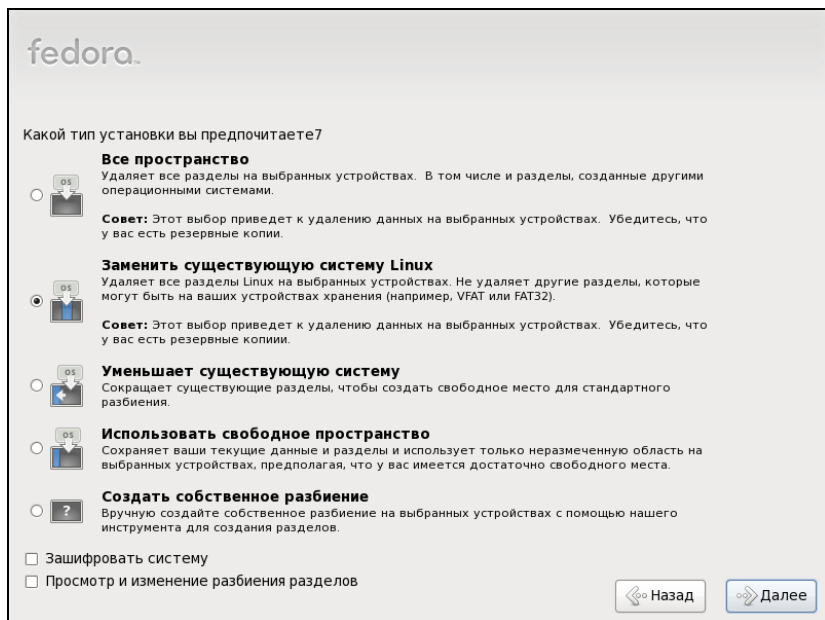 fedora™
Какой тип установки вы предпочитаете7
Все пространство
Удаляет все разделы на выбранных устройствах. В том числе и разделы, созданные другими
операционными системами.
Совет: Этот выбор приведет к удалению данных на выбранных устройствах. Убедитесь, что
у вас есть резервные копии.
Заменить существующую систему Linux
Удаляет все разделы Linux на выбранных устройствах. Не удаляет другие разделы, которые
могут быть на ваших устройствах хранения (например, VFAT или FAT32).
Совет: Этот выбор приведет к удалению данных на выбранных устройствах. Убедитесь, что
у вас есть резервные копиии.
Уменьшает существующую систему
Сокращает существующие разделы, чтобы создать свободное место для стандартного
разбиения.
Использовать свободное пространство
Сохраняет ваши текущие данные и разделы и использует только неразмеченную область на
выбранных устройствах, предполагая, что у вас имеется достаточно свободного места.
Создать собственное разбиение
Вручную создайте собственное разбиение на выбранных устройствах с помощью нашего
инструмента для создания разделов.
Зашифровать систему
Просмотр и изменение разбиения разделов
Назад
Далее
OS
OS
OS
OS
?